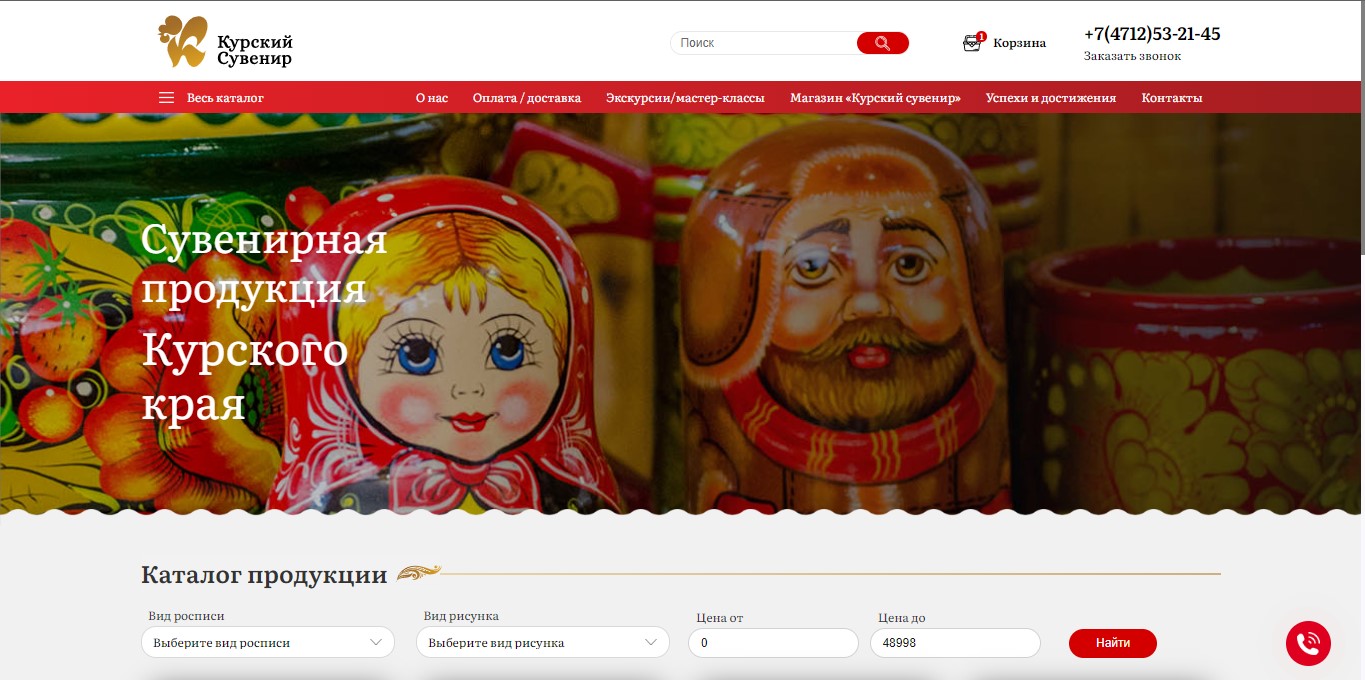 Курский
Сувенир
Поиск
1
Корзина
+7(4712)53-21-45
Заказать звонок
Весь каталог
О нас
Оплата / доставка
Экскурсии/мастер-классы
Магазин «Курский сувенир»
Успехи и достижения
Контакты
Сувенирная
продукция
Курского
края
Каталог продукции
Вид росписи
Вид рисунка
Цена от
Цена до
Выберите вид росписи
Выберите вид рисунка
0
48998
Найти